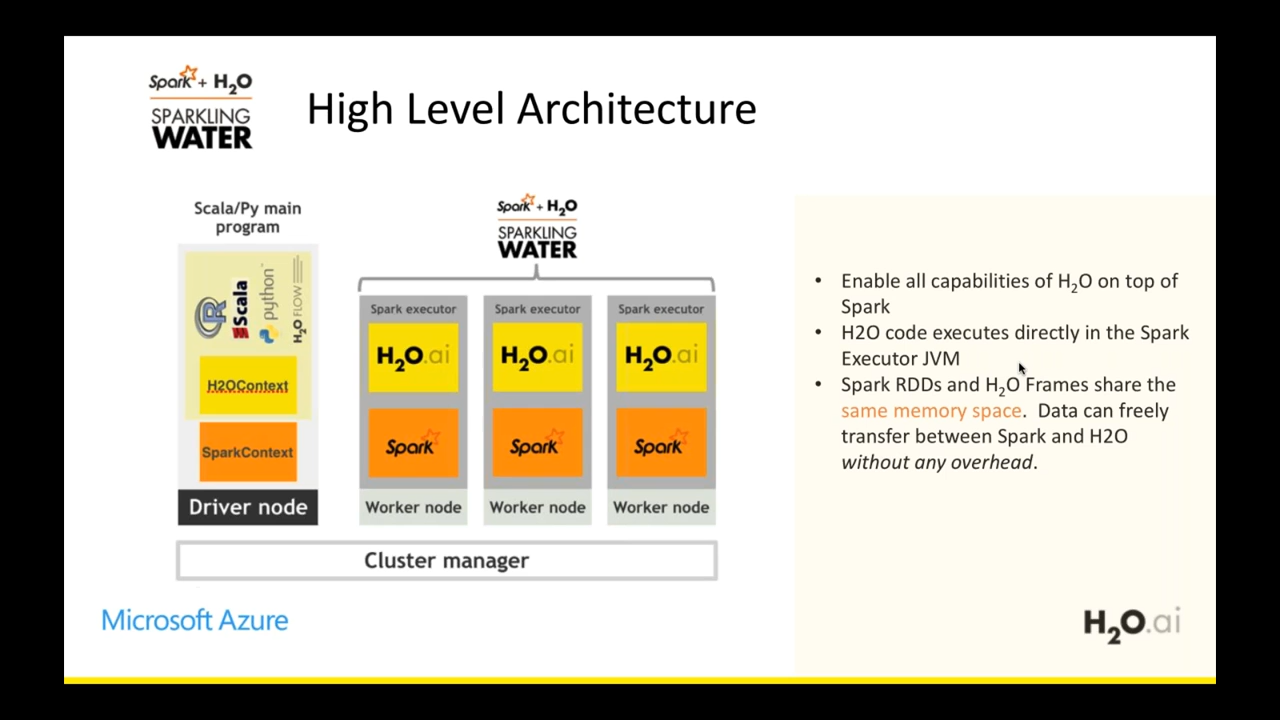 Spark + H2O
SPARKLING
WATER
High Level Architecture
Scala/Py main
program
Spark + H2O
SPARKLING
WATER
R
Scala
python
H2O FLOW
H2OContext
SparkContext
Driver node
Spark executor
H2O.ai
Spark
Worker node
Spark executor
H2O.ai
Spark
Worker node
Spark executor
H2O.ai
Spark
Worker node
Cluster manager
• Enable all capabilities of H2O on top of
Spark
• H2O code executes directly in the Spark
Executor JVM
• Spark RDDs and H2O Frames share the
same memory space. Data can freely
transfer between Spark and H2O
without any overhead.
Microsoft Azure
H2O.ai